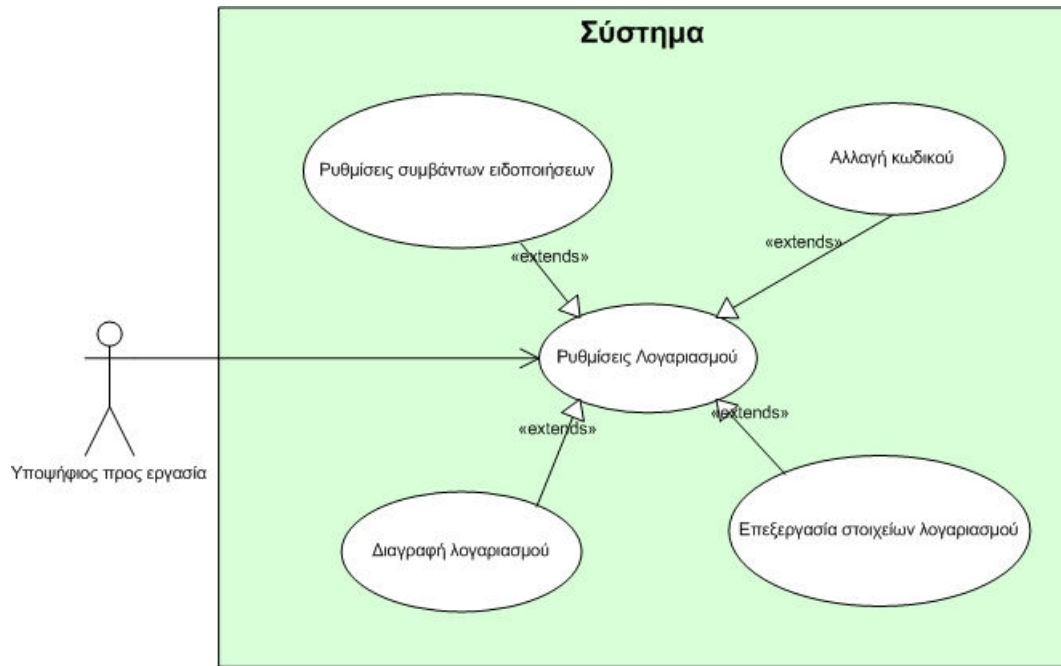 Σύστημα
Ρυθμίσεις συμβάντων ειδοποιήσεων
Αλλαγή κωδικού
«extends»
«extends»
Ρυθμίσεις Λογαριασμού
«extends»
«extends»
Υποψήφιος προς εργασία
Διαγραφή λογαριασμού
Επεξεργασία στοιχείων λογαριασμού